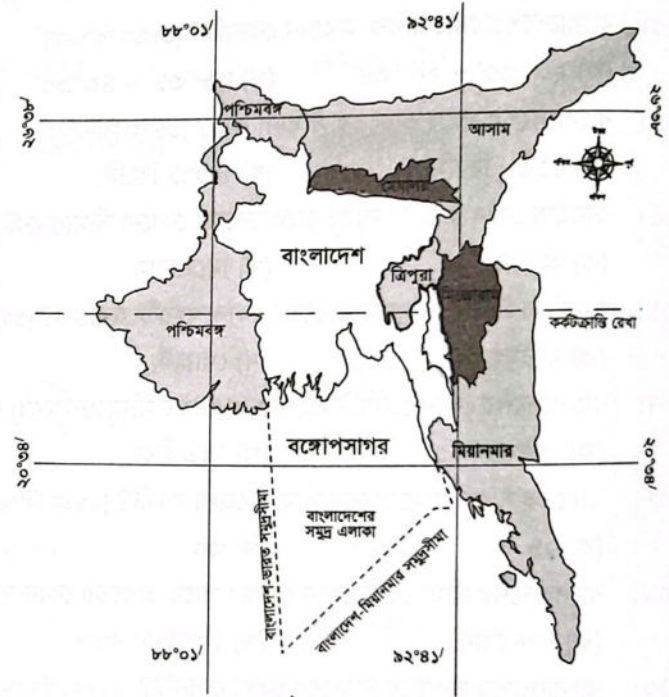 ৮৮°০১′
৯২°৪১′
২৬°৩৮′
২৬°৩৮′
পশ্চিমবঙ্গ
আসাম
মেঘালয়
বাংলাদেশ
ত্রিপুরা
মিজোরাম
পশ্চিমবঙ্গ
কর্কটক্রান্তি রেখা
বঙ্গোপসাগর
মিয়ানমার
২০°৩৪′
২০°৩৪′
বাংলাদেশের
সমুদ্র এলাকা
বাংলাদেশ-ভারত সমুদ্রসীমা
বাংলাদেশ-মিয়ানমার সমুদ্রসীমা
৮৮°০১′
৯২°৪১′